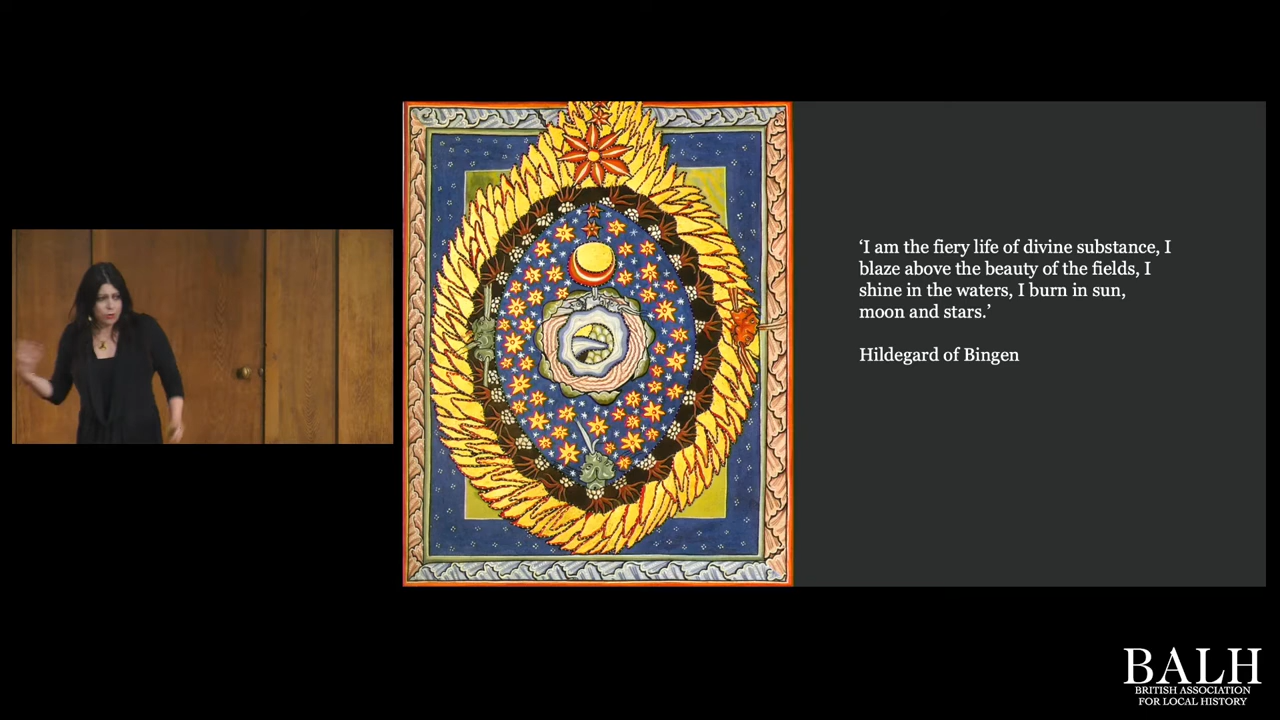 ‘I am the fiery life of divine substance, I
blaze above the beauty of the fields, I
shine in the waters, I burn in sun,
moon and stars.’
Hildegard of Bingen
BALH
BRITISH ASSOCIATION
FOR LOCAL HISTORY